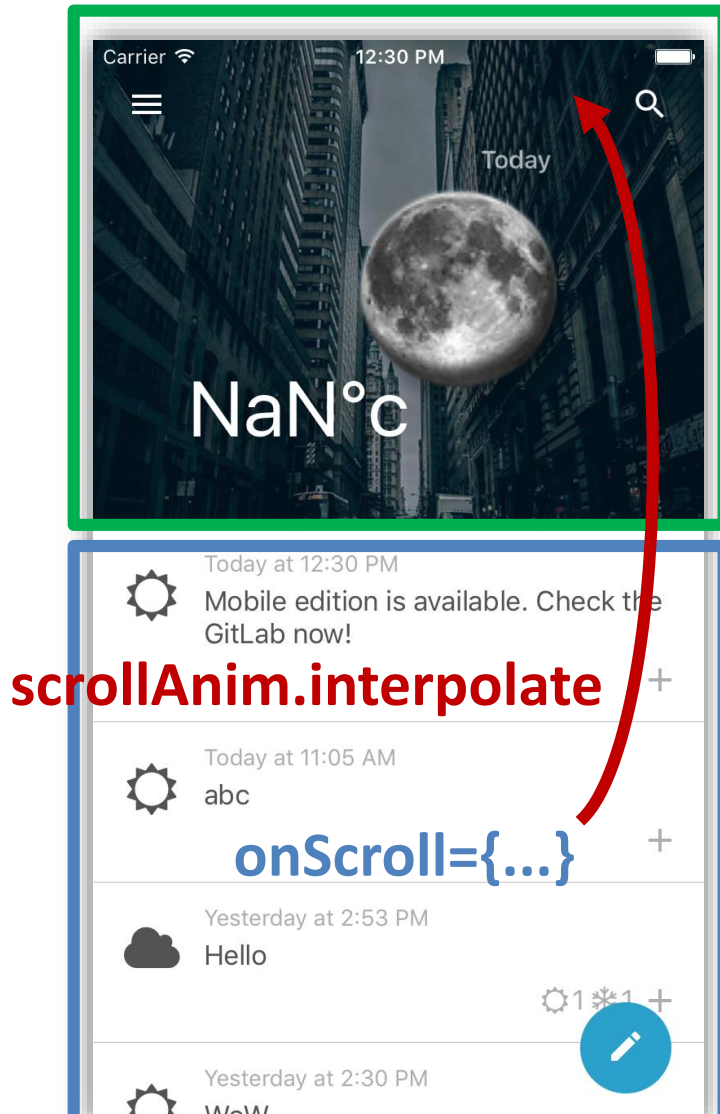 Carrier
12:30 PM
Today
NaN°c
Today at 12:30 PM
Mobile edition is available. Check the
GitLab now!
scrollAnim.interpolate
+
Today at 11:05 AM
abc
onScroll={...}
+
Yesterday at 2:53 PM
Hello
1 1 +
Yesterday at 2:30 PM
WoW